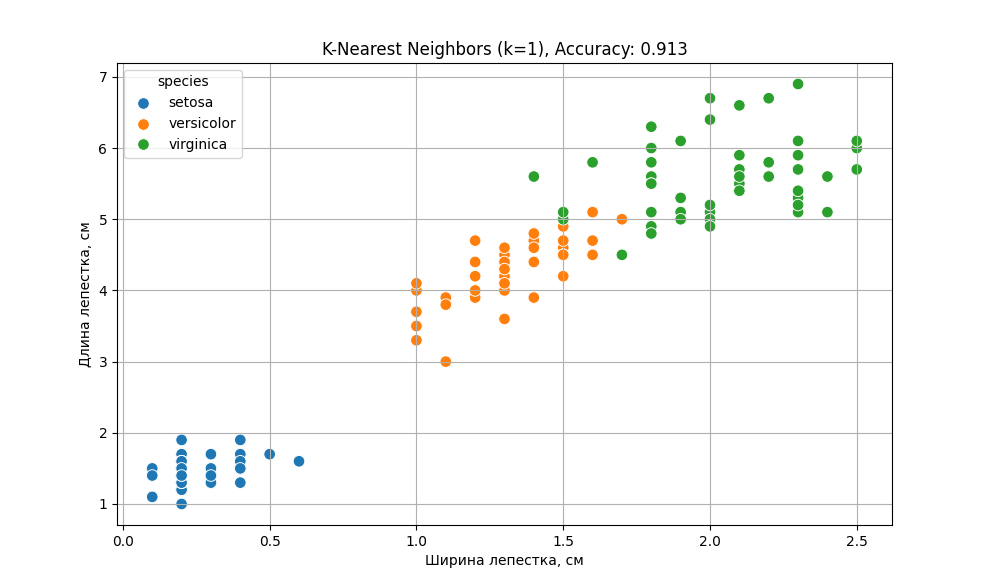 K-Nearest Neighbors (k=1), Accuracy: 0.913
species
setosa
versicolor
virginica
7
6
5
4
3
2
1
Длина лепестка, см
0.0 0.5 1.0 1.5 2.0 2.5
Ширина лепестка, см